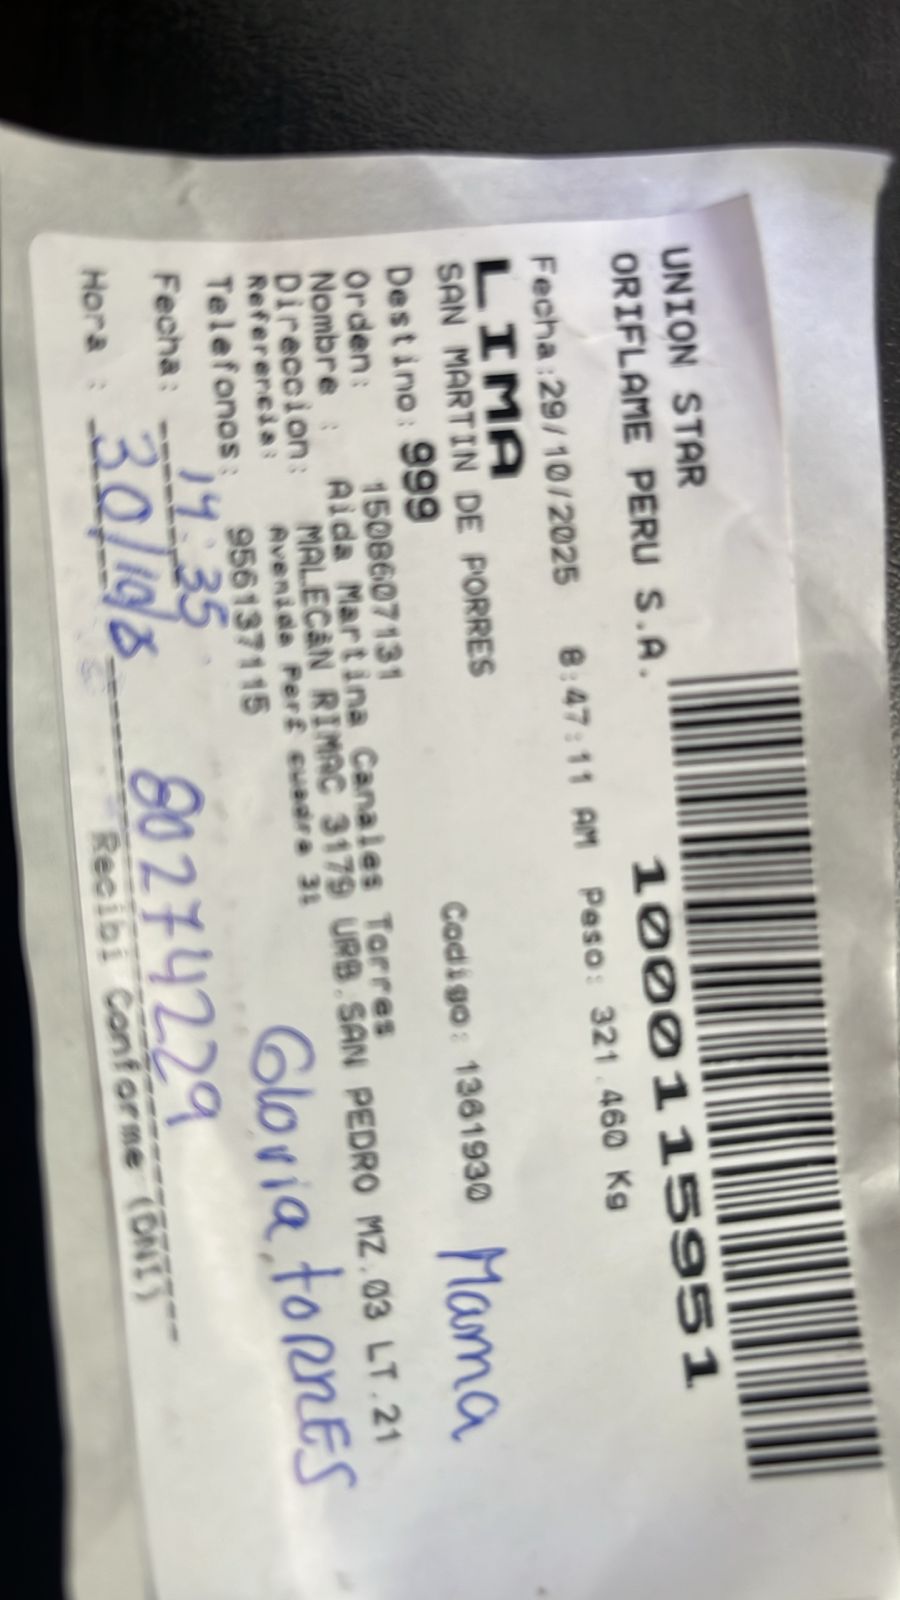 UNION STAR
ORIFLAME PERU S.A. 1000115951
Fecha:29/10/2025 8:47:11 AM Peso: 321.460 Kg
LIMA
SAN MARTIN DE PORRES Codigo: 1361930 Mama
Destino: 999
Orden: 1508607131
Nombre : Aida Martina Canales Torres
Direccion: MALECáN RIMAC 3179 URB.SAN PEDRO MZ.03 LT.21
Referencia: Avenida Perú cuadra 31
Telefonos: 956137115 Gloria torres
Fecha: 14:35 80274229
Hora : 30/10/
Recibi Conforme (DNI)